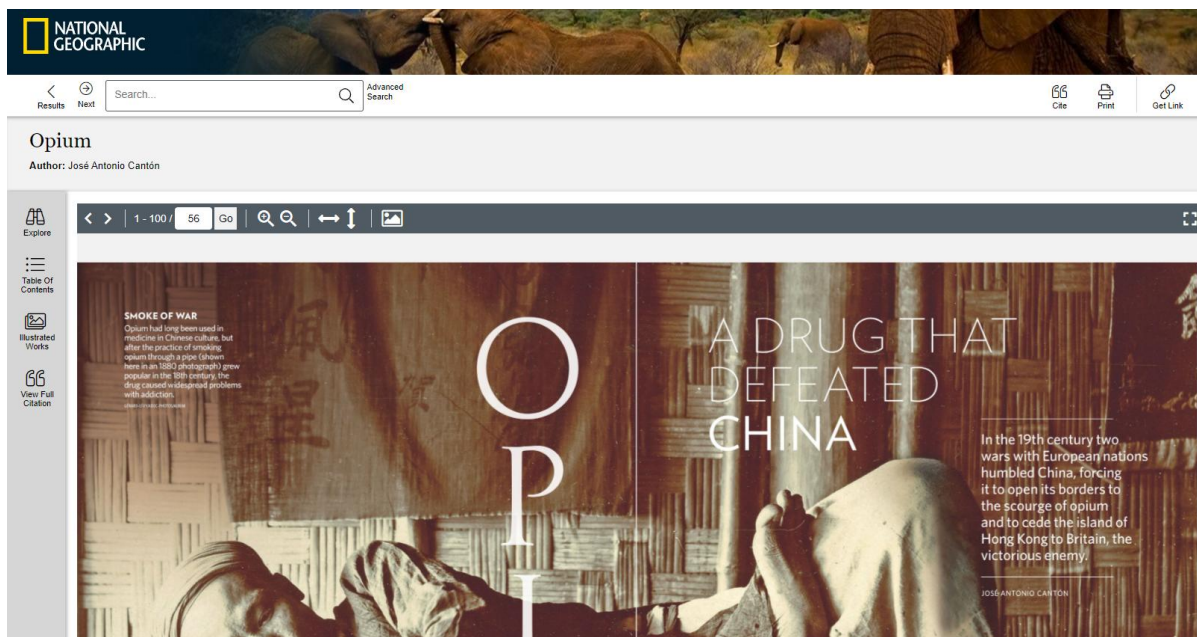 NATIONAL
GEOGRAPHIC
Results
Next
Search...
Advanced
Search
Cite
Print
Get Link
Opium
Author: José Antonio Cantón
Explore
Table Of
Contents
Illustrated
Works
View Full
Citation
1 - 100 /
56
Go
SMOKE OF WAR
Opium had long been used in
medicine in Chinese culture, but
after the practice of smoking
opium through a pipe (shown
here in an 1880 photograph) grew
popular in the 18th century, the
drug caused widespread problems
with addiction.
O
P
I
A DRUG THAT
DEFEATED
CHINA
In the 19th century two
wars with European nations
humbled China, forcing
it to open its borders to
the scourge of opium
and to cede the island of
Hong Kong to Britain, the
victorious enemy.
JOSÉ ANTONIO CANTÓN